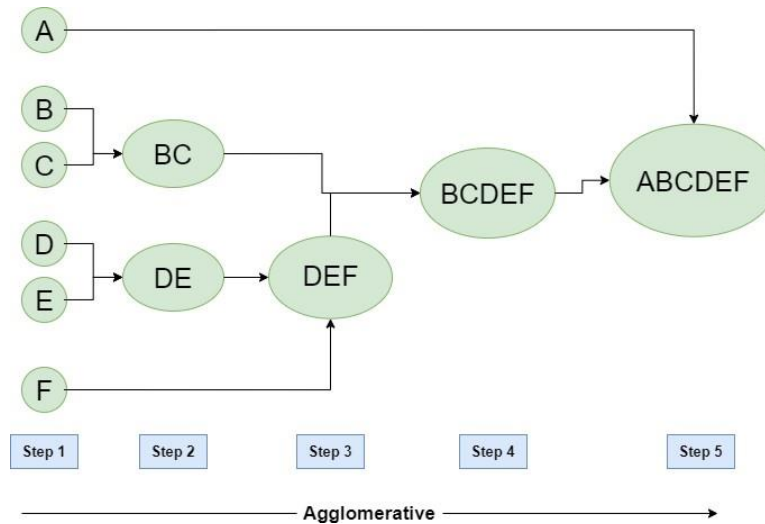 A
B
C
BC
BCDEF
ABCDEF
D
E
DE
DEF
F
Step 1
Step 2
Step 3
Step 4
Step 5
Agglomerative